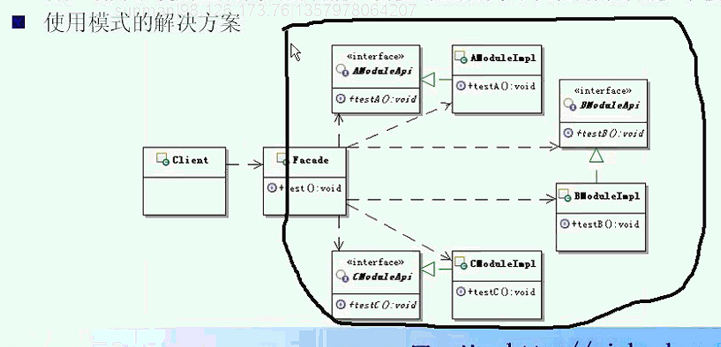 使用模式的解决方案
«interface»
AModuleApi
+testA():void
AModuleImpl
+testA():void
«interface»
BModuleApi
+testB():void
Client
Facade
+test():void
BModuleImpl
+testB():void
«interface»
CModuleApi
+testC():void
CModuleImpl
+testC():void